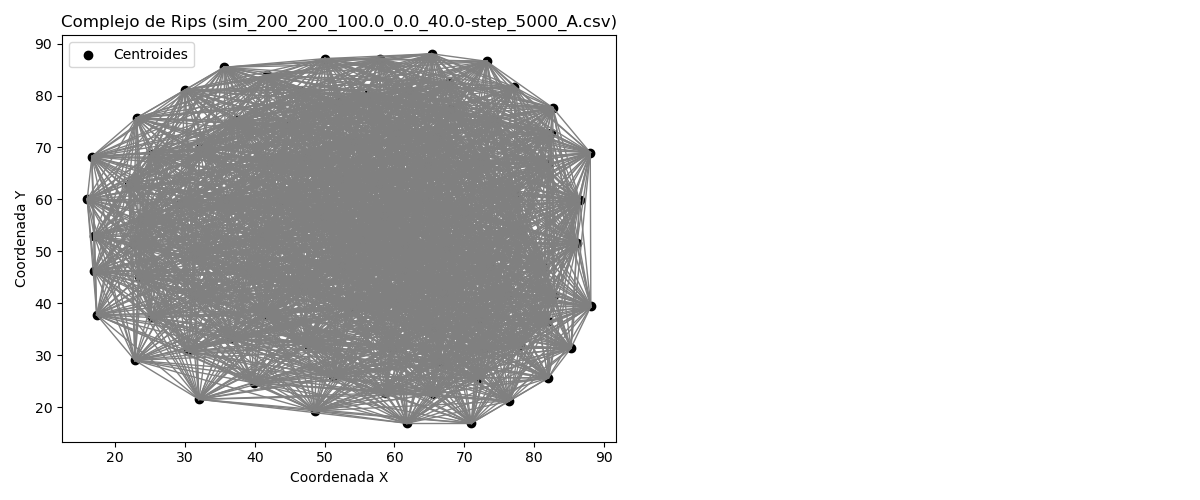 Complejo de Rips (sim_200_200_100.0_0.0_40.0-step_5000_A.csv)
Centroides
90
80
70
60
50
40
30
20
Coordenada Y
20 30 40 50 60 70 80 90
Coordenada X